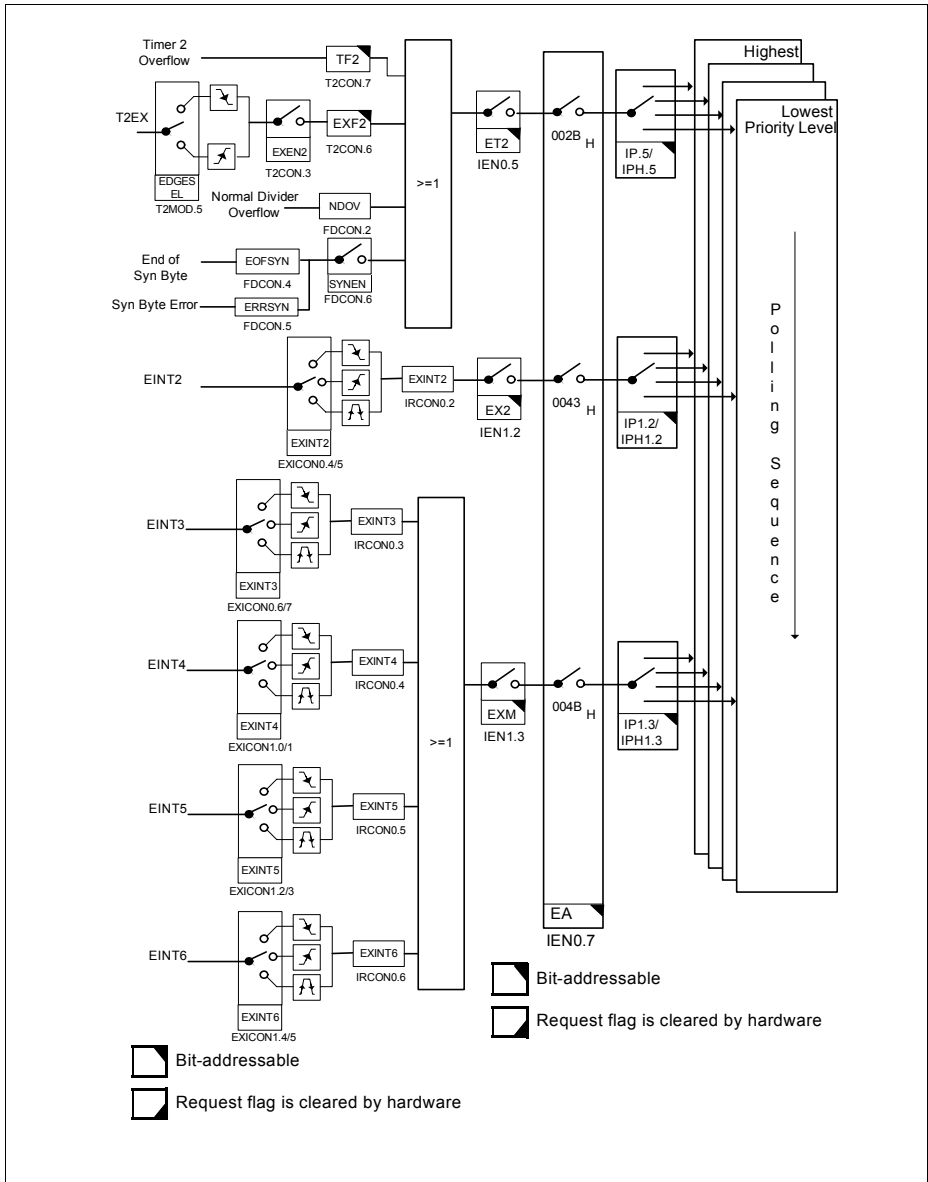 Timer 2
Overflow
TF2
T2CON.7
Highest
Lowest
Priority Level
T2EX
EDGES
EL
T2MOD.5
EXEN2
T2CON.3
EXF2
T2CON.6
Normal Divider
Overflow
NDOV
FDCON.2
End of
Syn Byte
EOFSYN
FDCON.4
SYNEN
FDCON.6
Syn Byte Error
ERRSYN
FDCON.5
>=1
ET2
IEN0.5
002B H
IP.5/
IPH.5
EINT2
EXINT2
EXICON0.4/5
EXINT2
IRCON0.2
EX2
IEN1.2
0043 H
IP1.2/
IPH1.2
Polling Sequence
EINT3
EXINT3
EXICON0.6/7
EXINT3
IRCON0.3
EINT4
EXINT4
EXICON1.0/1
EXINT4
IRCON0.4
>=1
EXM
IEN1.3
004B H
IP1.3/
IPH1.3
EINT5
EXINT5
EXICON1.2/3
EXINT5
IRCON0.5
EINT6
EXINT6
EXICON1.4/5
EXINT6
IRCON0.6
EA
IEN0.7
Bit-addressable
Request flag is cleared by hardware
Bit-addressable
Request flag is cleared by hardware